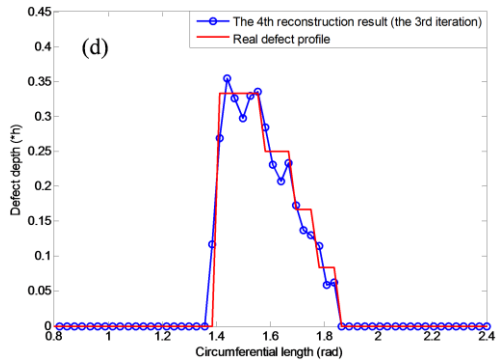 (d)
The 4th reconstruction result (the 3rd iteration)
Real defect profile
Defect depth (*h)
0.45
0.4
0.35
0.3
0.25
0.2
0.15
0.1
0.05
0
0.8 1 1.2 1.4 1.6 1.8 2 2.2 2.4
Circumferential length (rad)